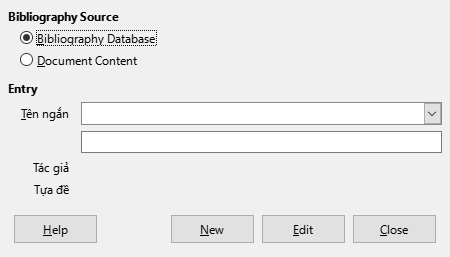 Bibliography Source
Bibliography Database
Document Content
Entry
Tên ngắn
Tác giả
Tựa đề
Help New Edit Close